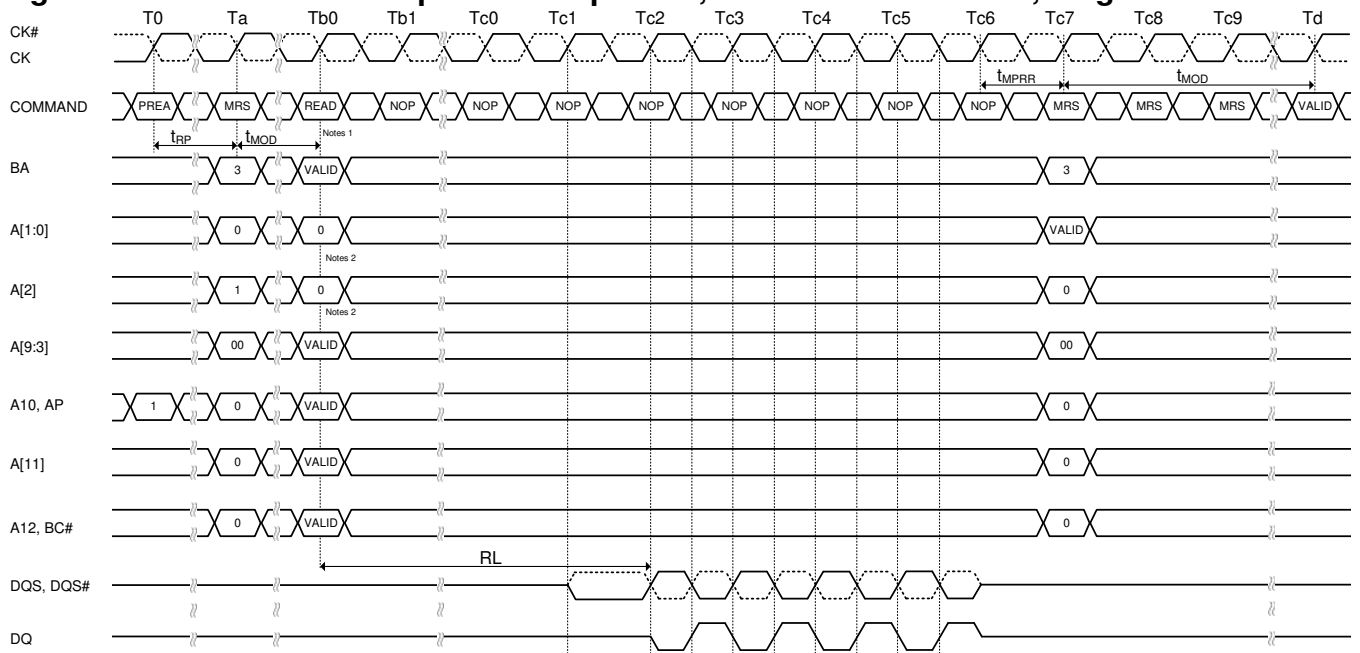 T0 Ta Tb0 Tb1 Tc0 Tc1 Tc2 Tc3 Tc4 Tc5 Tc6 Tc7 Tc8 Tc9 Td
CK#
CK
tMPRR tMOD
COMMAND PREA MRS READ NOP NOP NOP NOP NOP NOP NOP NOP MRS MRS MRS VALID
tRP tMOD Notes 1
BA 3 VALID 3
A[1:0] 0 0 VALID
Notes 2
A[2] 1 0 0
Notes 2
A[9:3] 00 VALID 00
A10, AP 1 0 VALID 0
A[11] 0 VALID 0
A12, BC# 0 VALID 0
RL
DQS, DQS#
DQ